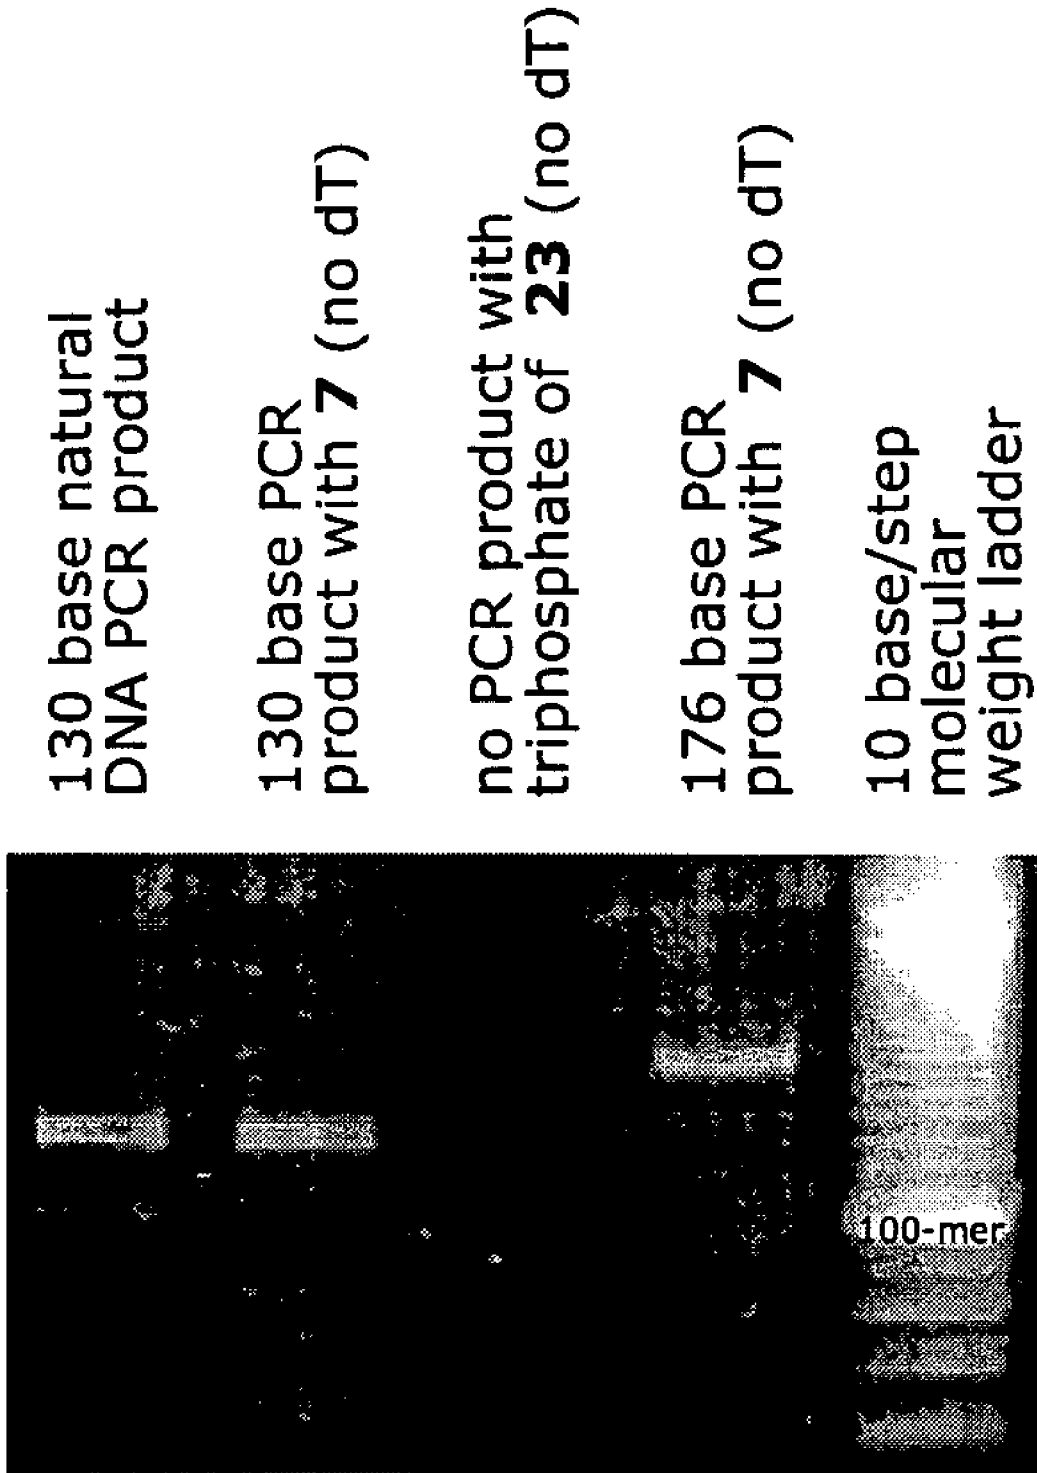 130 base natural
DNA PCR product
130 base PCR
product with 7 (no dT)
no PCR product with
triphosphate of 23 (no dT)
176 base PCR
product with 7 (no dT)
10 base/step
molecular
weight ladder
100-mer